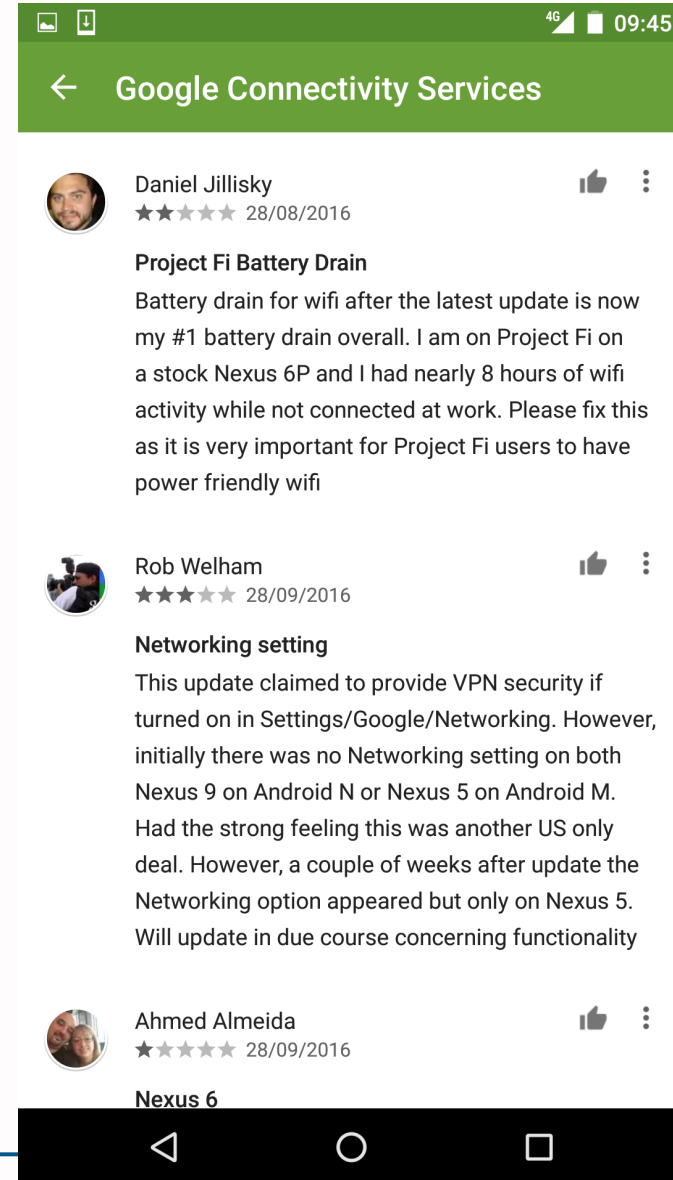 4G 09:45
Google Connectivity Services
Daniel Jillisky
28/08/2016
Project Fi Battery Drain
Battery drain for wifi after the latest update is now
my #1 battery drain overall. I am on Project Fi on
a stock Nexus 6P and I had nearly 8 hours of wifi
activity while not connected at work. Please fix this
as it is very important for Project Fi users to have
power friendly wifi
Rob Welham
28/09/2016
Networking setting
This update claimed to provide VPN security if
turned on in Settings/Google/Networking. However,
initially there was no Networking setting on both
Nexus 9 on Android N or Nexus 5 on Android M.
Had the strong feeling this was another US only
deal. However, a couple of weeks after update the
Networking option appeared but only on Nexus 5.
Will update in due course concerning functionality
Ahmed Almeida
28/09/2016
Nexus 6